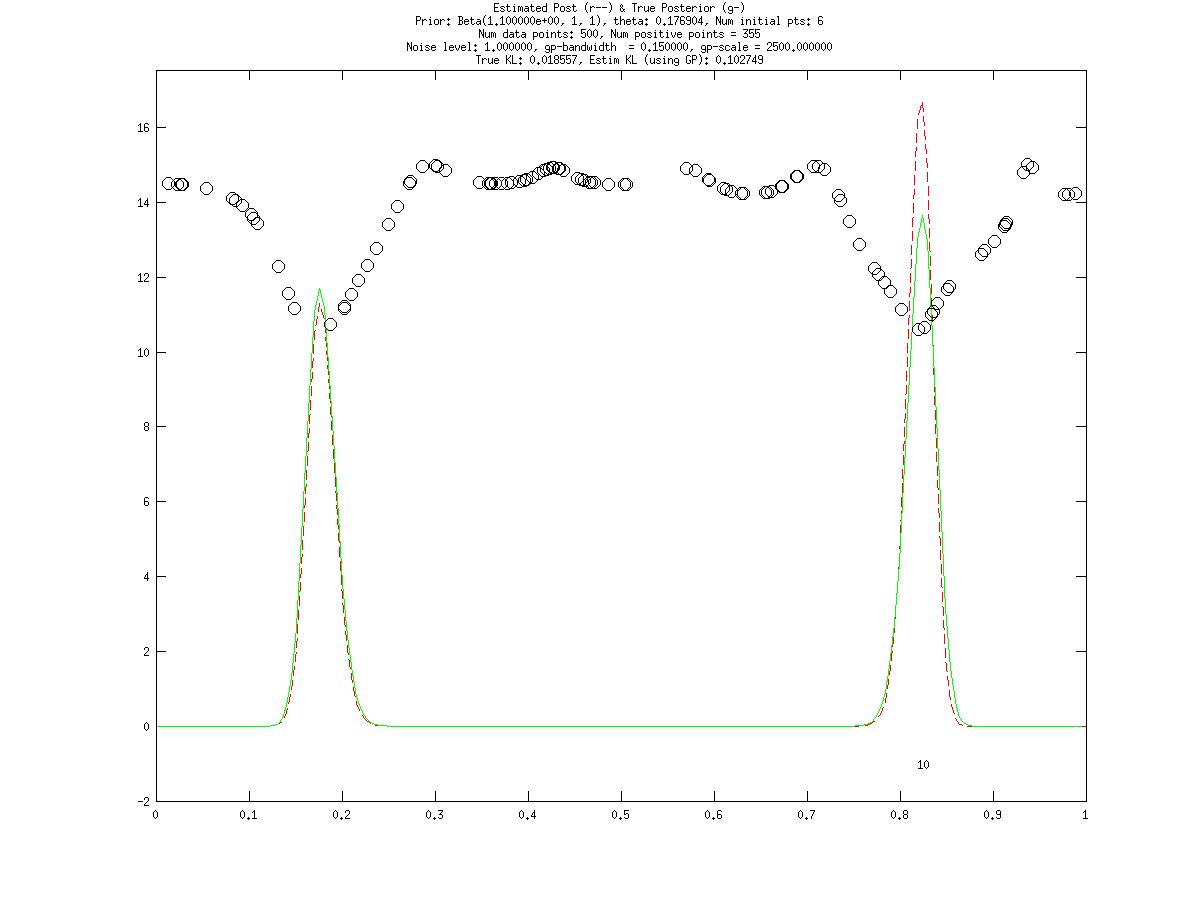 Estimated Post (r--) & True Posterior (g-)
Prior: Beta(1.100000e+00, 1, 1), theta: 0.176904, Num initial pts: 6
Num data points: 500, Num positive points = 355
Noise level: 1.000000, gp-bandwidth  = 0.150000, gp-scale = 2500.000000
True KL: 0.018557, Estim KL (using GP): 0.102749
16
14
12
10
8
6
4
2
0
10
-2
0 0.1 0.2 0.3 0.4 0.5 0.6 0.7 0.8 0.9 1